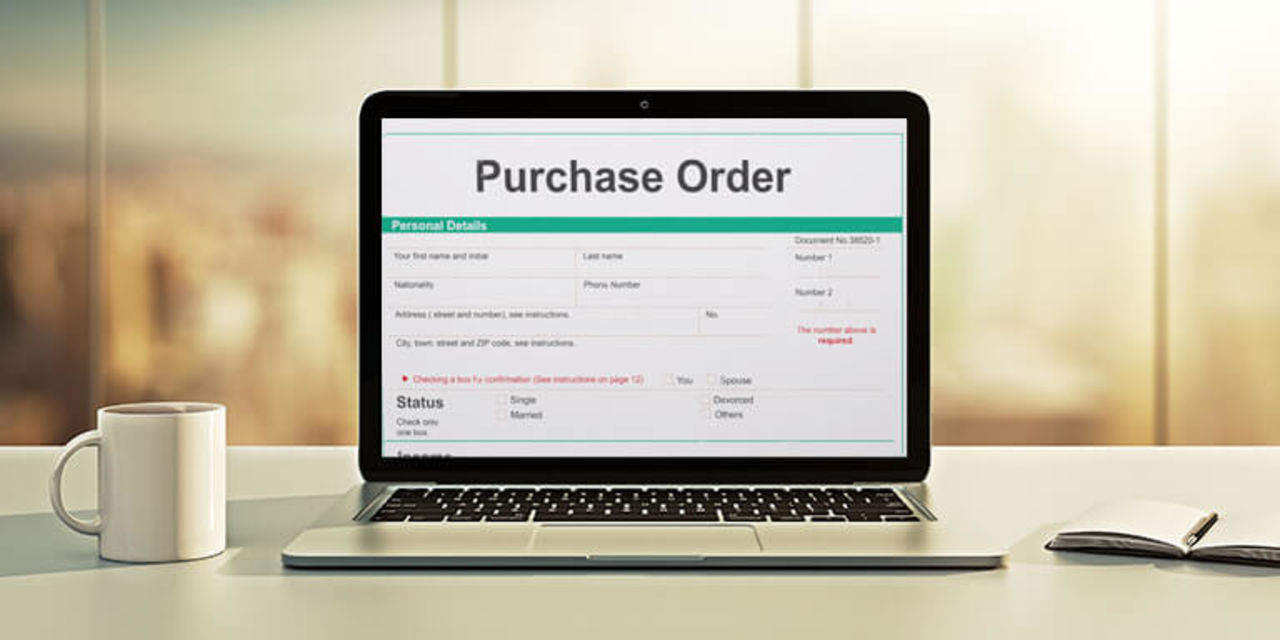 Purchase Order
Personal Details
Document No.38520-1
Your first name and initial
Last name
Number 1
Nationality
Phone Number
Number 2
Address ( street and number), see instructions.
No.
The number above is
required.
City, town: street and ZIP code, see instructions.
Checking a box for confirmation (See instructions on page 12)
You
Spouse
Status
Single
Devorced
Check only
one box.
Married
Others
Income